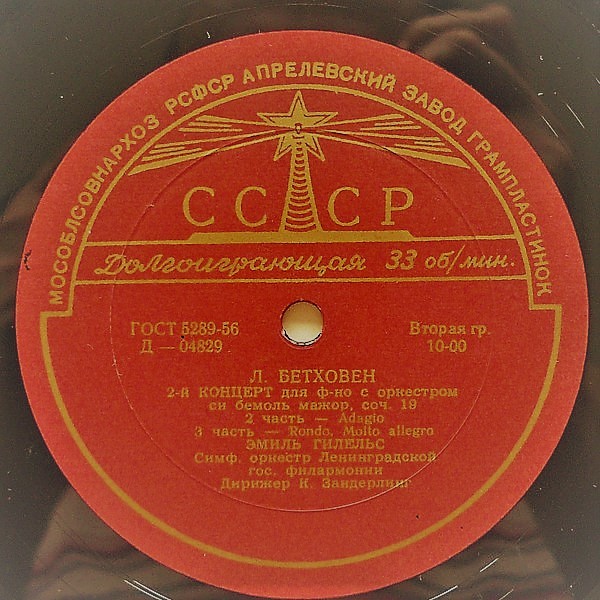 МОСОБЛСОВНАРХОЗ РСФСР АПРЕЛЕВСКИЙ ЗАВОД ГРАМПЛАСТИНОК
СССР
Долгоиграющая 33 об/мин.
ГОСТ 5289-56
Д — 04829
Вторая гр.
10-00
Л. БЕТХОВЕН
2-й КОНЦЕРТ для ф-но с оркестром
си бемоль мажор, соч. 19
2 часть — Adagio
3 часть — Rondo, Molto allegro
ЭМИЛЬ ГИЛЕЛЬС
Симф. оркестр Ленинградской
гос. филармонии
Дирижер К. Зандерлинг